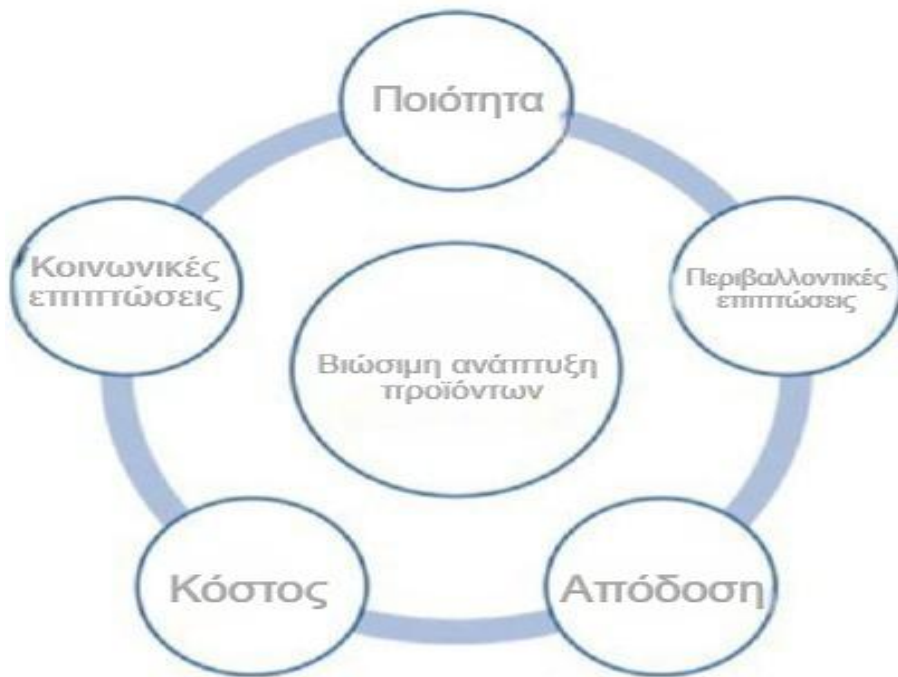 Ποιότητα
Κοινωνικές
επιπτώσεις
Περιβαλλοντικές
επιπτώσεις
Βιώσιμη ανάπτυξη
προϊόντων
Κόστος
Απόδοση